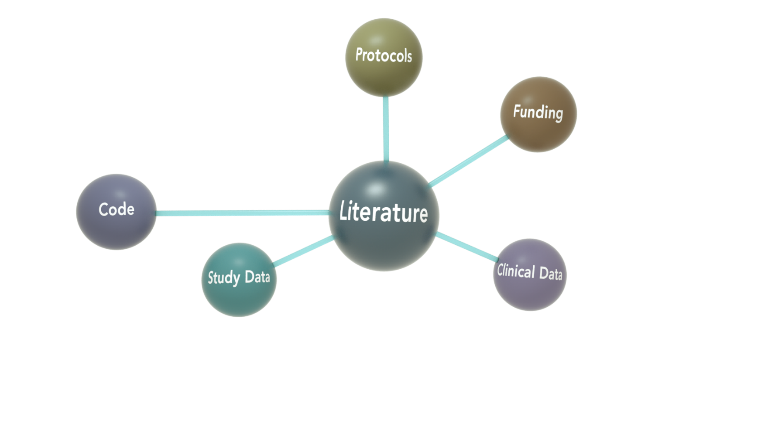 Protocols
Funding
Code
Literature
Study Data
Clinical Data